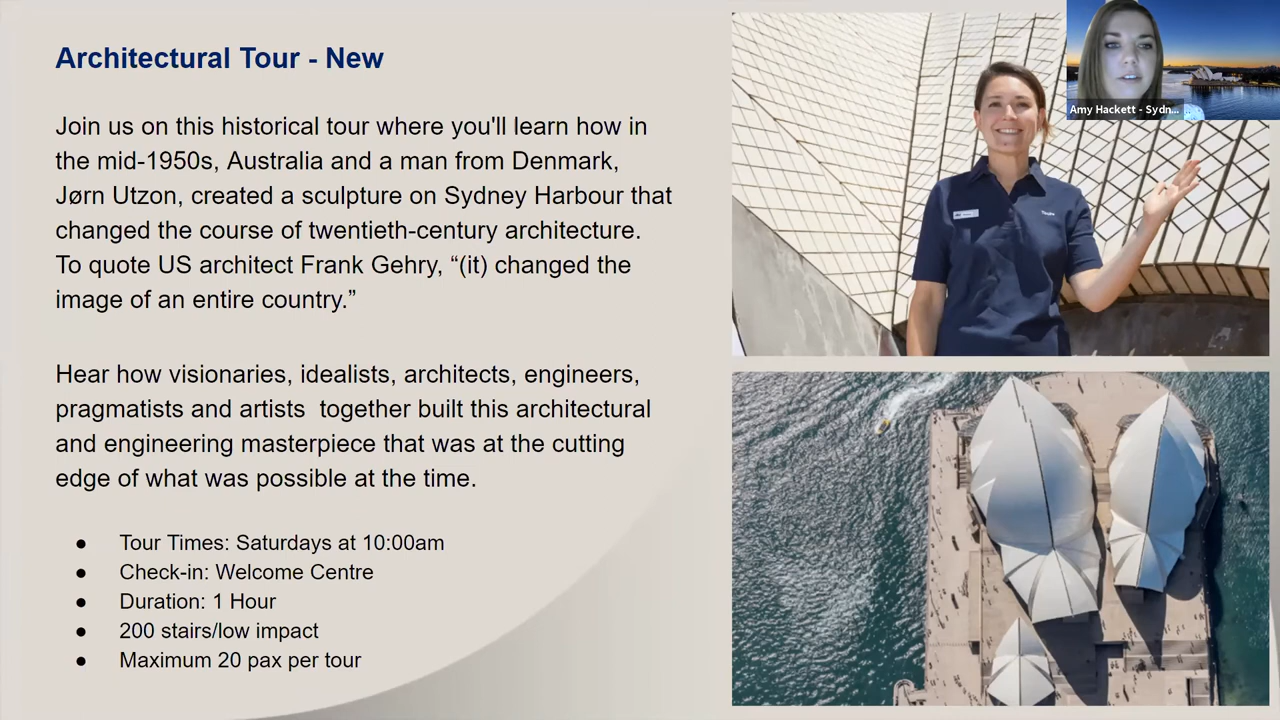 Architectural Tour - New
Join us on this historical tour where you'll learn how in
the mid-1950s, Australia and a man from Denmark,
Jørn Utzon, created a sculpture on Sydney Harbour that
changed the course of twentieth-century architecture.
To quote US architect Frank Gehry, “(it) changed the
image of an entire country.”
Hear how visionaries, idealists, architects, engineers,
pragmatists and artists  together built this architectural
and engineering masterpiece that was at the cutting
edge of what was possible at the time.
● Tour Times: Saturdays at 10:00am
● Check-in: Welcome Centre
● Duration: 1 Hour
● 200 stairs/low impact
● Maximum 20 pax per tour
Amy Hackett - Sydn...